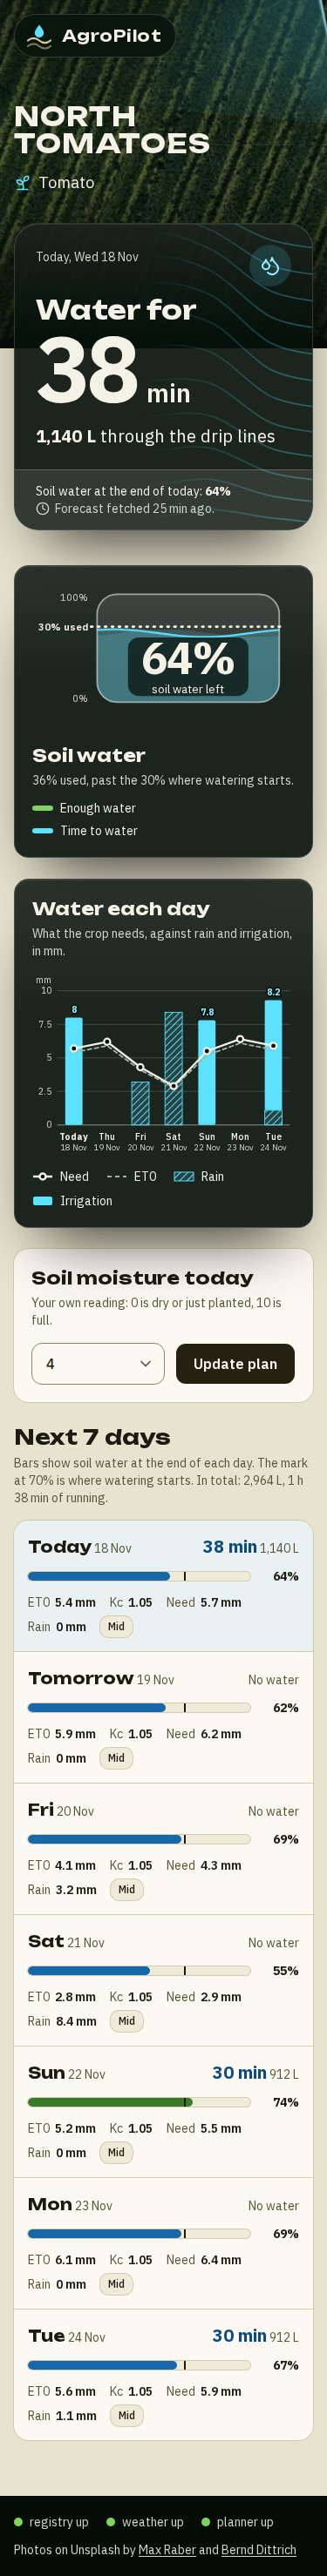 AgroPilot
NORTH
TOMATOES
Tomato
Today, Wed 18 Nov
Water for
38 min
1,140 L through the drip lines
Soil water at the end of today: 64%
Forecast fetched 25 min ago.
100%
30% used
64%
soil water left
0%
Soil water
36% used, past the 30% where watering starts.
Enough water
Time to water
Water each day
What the crop needs, against rain and irrigation,
in mm.
mm
10
7.5
5
2.5
0
8
7.8
8.2
Today Thu Fri Sat Sun Mon Tue
18 Nov 19 Nov 20 Nov 21 Nov 22 Nov 23 Nov 24 Nov
Need ET0 Rain
Irrigation
Soil moisture today
Your own reading: 0 is dry or just planted, 10 is
full.
4 Update plan
Next 7 days
Bars show soil water at the end of each day. The mark
at 70% is where watering starts. In total: 2,964 L, 1 h
38 min of running.
Today 18 Nov 38 min 1,140 L
64%
ET0 5.4 mm Kc 1.05 Need 5.7 mm
Rain 0 mm Mid
Tomorrow 19 Nov No water
62%
ET0 5.9 mm Kc 1.05 Need 6.2 mm
Rain 0 mm Mid
Fri 20 Nov No water
69%
ET0 4.1 mm Kc 1.05 Need 4.3 mm
Rain 3.2 mm Mid
Sat 21 Nov No water
55%
ET0 2.8 mm Kc 1.05 Need 2.9 mm
Rain 8.4 mm Mid
Sun 22 Nov 30 min 912 L
74%
ET0 5.2 mm Kc 1.05 Need 5.5 mm
Rain 0 mm Mid
Mon 23 Nov No water
69%
ET0 6.1 mm Kc 1.05 Need 6.4 mm
Rain 0 mm Mid
Tue 24 Nov 30 min 912 L
67%
ET0 5.6 mm Kc 1.05 Need 5.9 mm
Rain 1.1 mm Mid
registry up weather up planner up
Photos on Unsplash by Max Raber and Bernd Dittrich